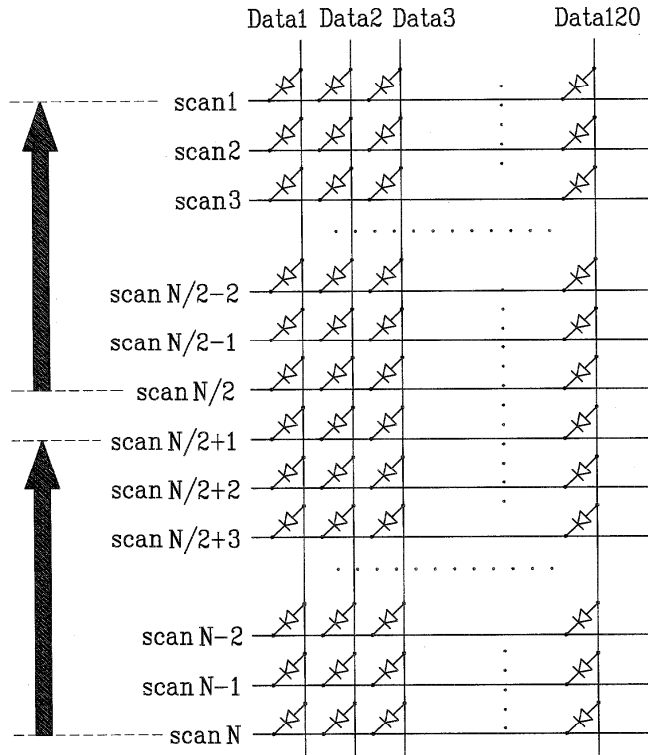 Data1 Data2 Data3 Data120
scan1
scan2
scan3
scan N/2-2
scan N/2-1
scan N/2
scan N/2+1
scan N/2+2
scan N/2+3
scan N-2
scan N-1
scan N